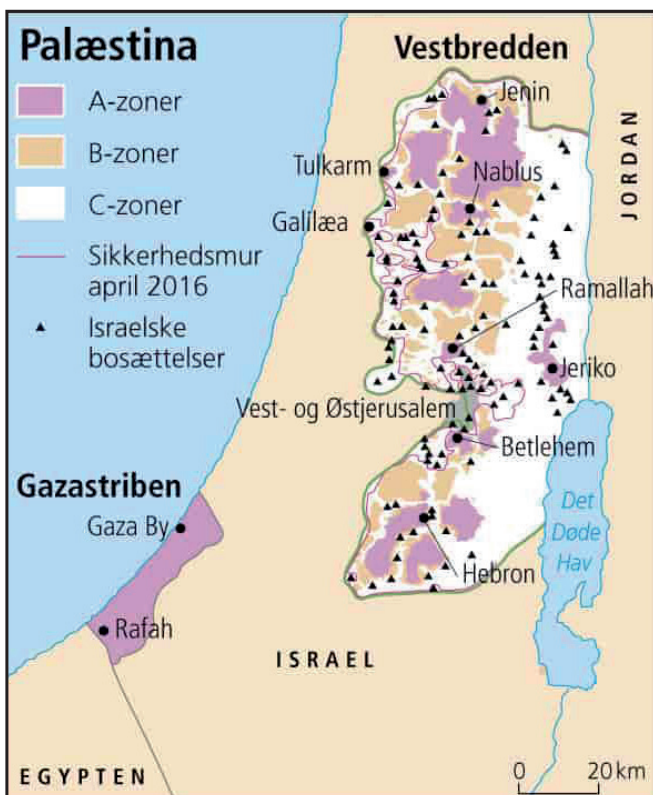 Palæstina
A-zoner
B-zoner
C-zoner
Sikkerhedsmur
april 2016
Israelske
bosættelser
Vestbredden
Jenin
Tulkarm
Nablus
Galilæa
JORDAN
Ramallah
Jeriko
Vest- og Østjerusalem
Betlehem
Gazastriben
Gaza By
Det
Døde
Hav
Hebron
Rafah
ISRAEL
EGYPTEN
0 20 km